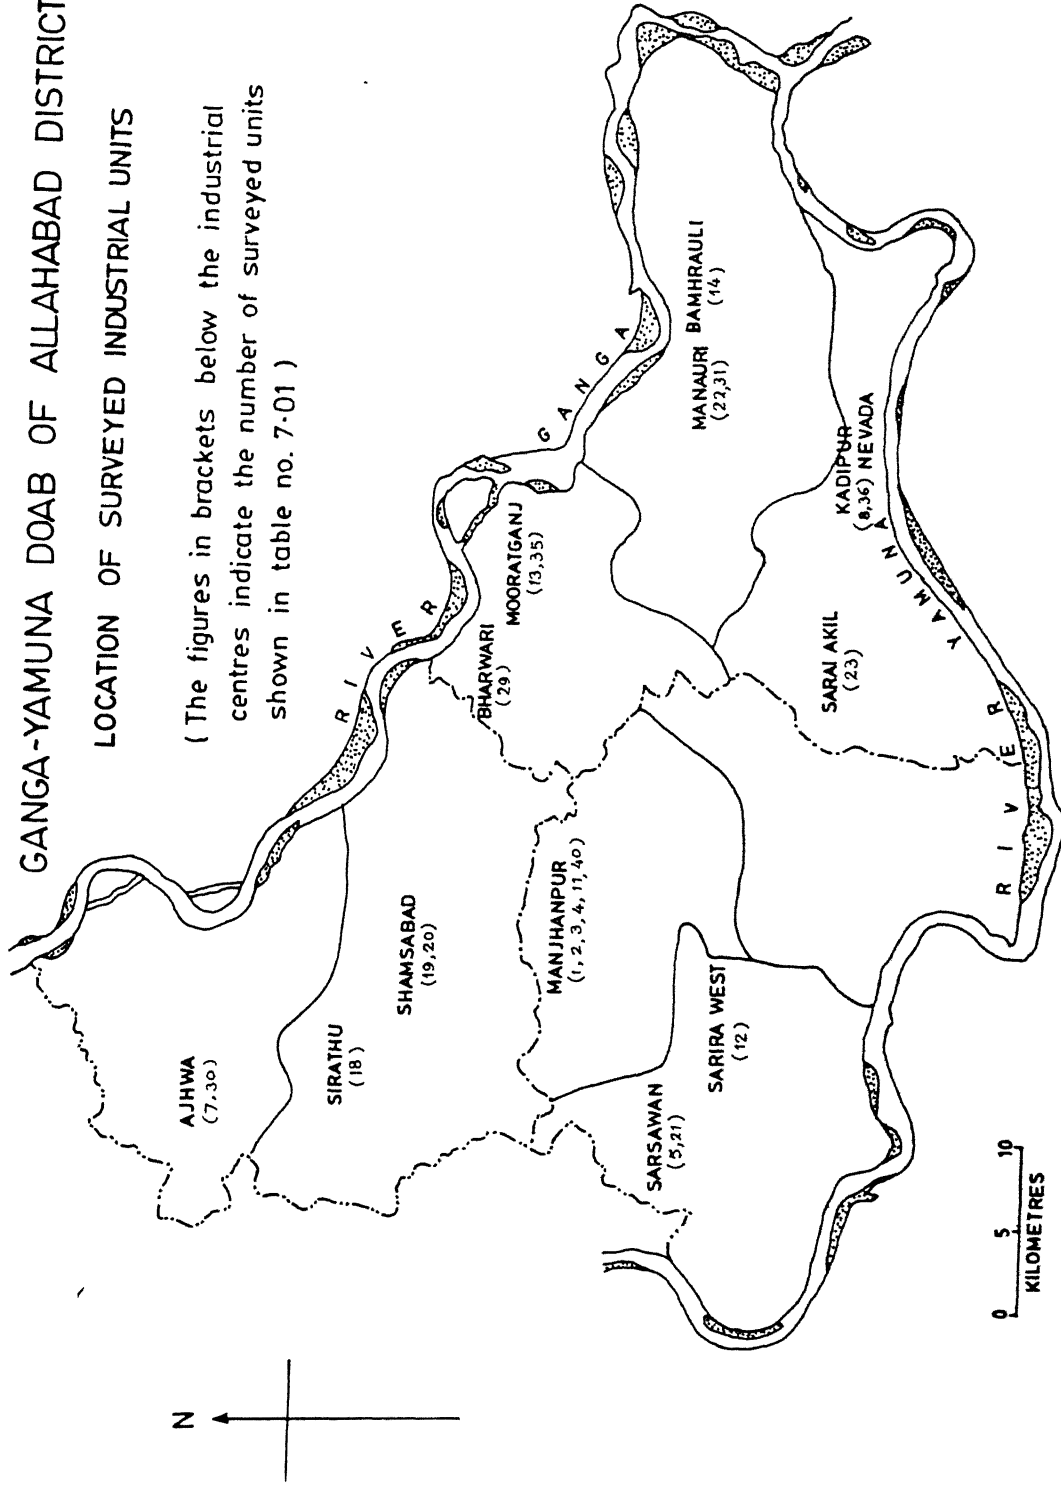 GANGA-YAMUNA DOAB OF ALLAHABAD DISTRICT
LOCATION OF SURVEYED INDUSTRIAL UNITS
(The figures in brackets below the industrial
centres indicate the number of surveyed units
shown in table no. 7·01 )
N
RIVER GANGA
AJHWA
(7,30)
SIRATHU
(18)
SHAMSABAD
(19,20)
BHARWARI
(29)
MOORATGANJ
(13,35)
MANJHANPUR
(1, 2, 3, 4, 11, 40)
SARSAWAN
(5,21)
SARIRA WEST
(12)
MANAURI
(22,31)
BAMHRAULI
(14)
SARAI AKIL
(23)
KADIPUR
(8,36) NEVADA
RIVER YAMUNA
0 5 10
KILOMETRES